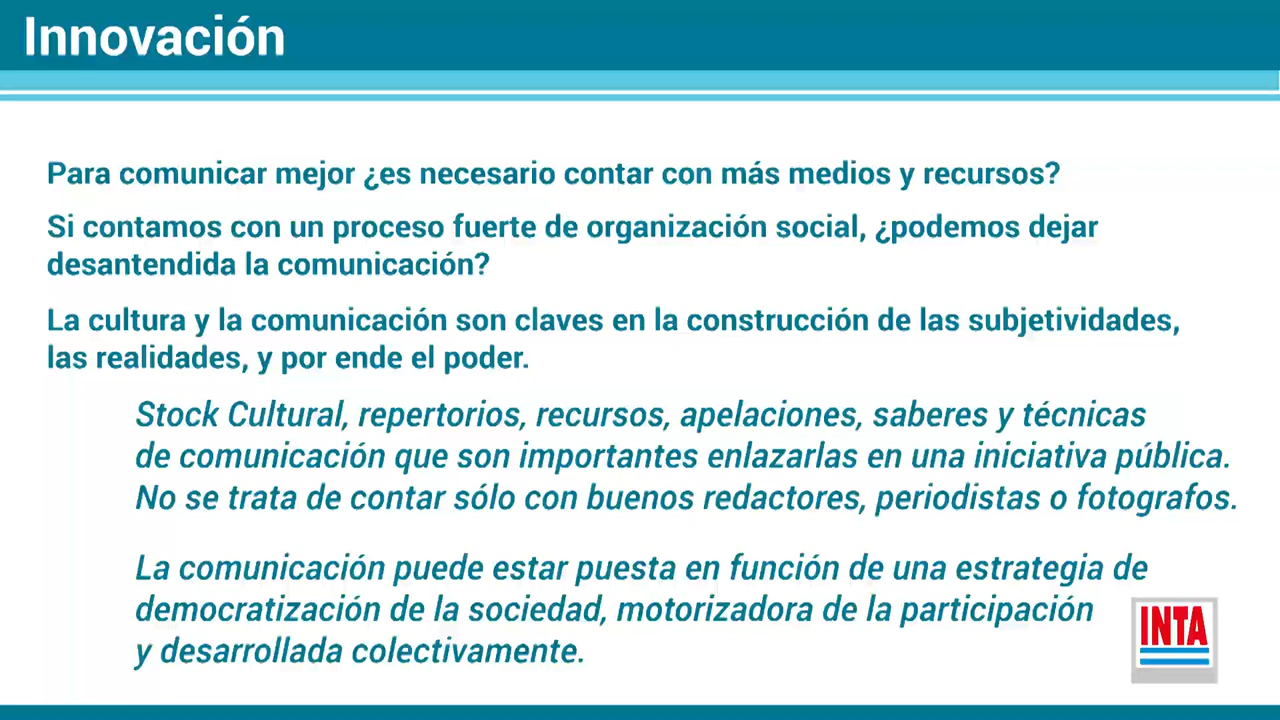 Innovación
Para comunicar mejor ¿es necesario contar con más medios y recursos?
Si contamos con un proceso fuerte de organización social, ¿podemos dejar
desantendida la comunicación?
La cultura y la comunicación son claves en la construcción de las subjetividades,
las realidades, y por ende el poder.
Stock Cultural, repertorios, recursos, apelaciones, saberes y técnicas
de comunicación que son importantes enlazarlas en una iniciativa pública.
No se trata de contar sólo con buenos redactores, periodistas o fotografos.
La comunicación puede estar puesta en función de una estrategia de
democratización de la sociedad, motorizadora de la participación
y desarrollada colectivamente.
INTA